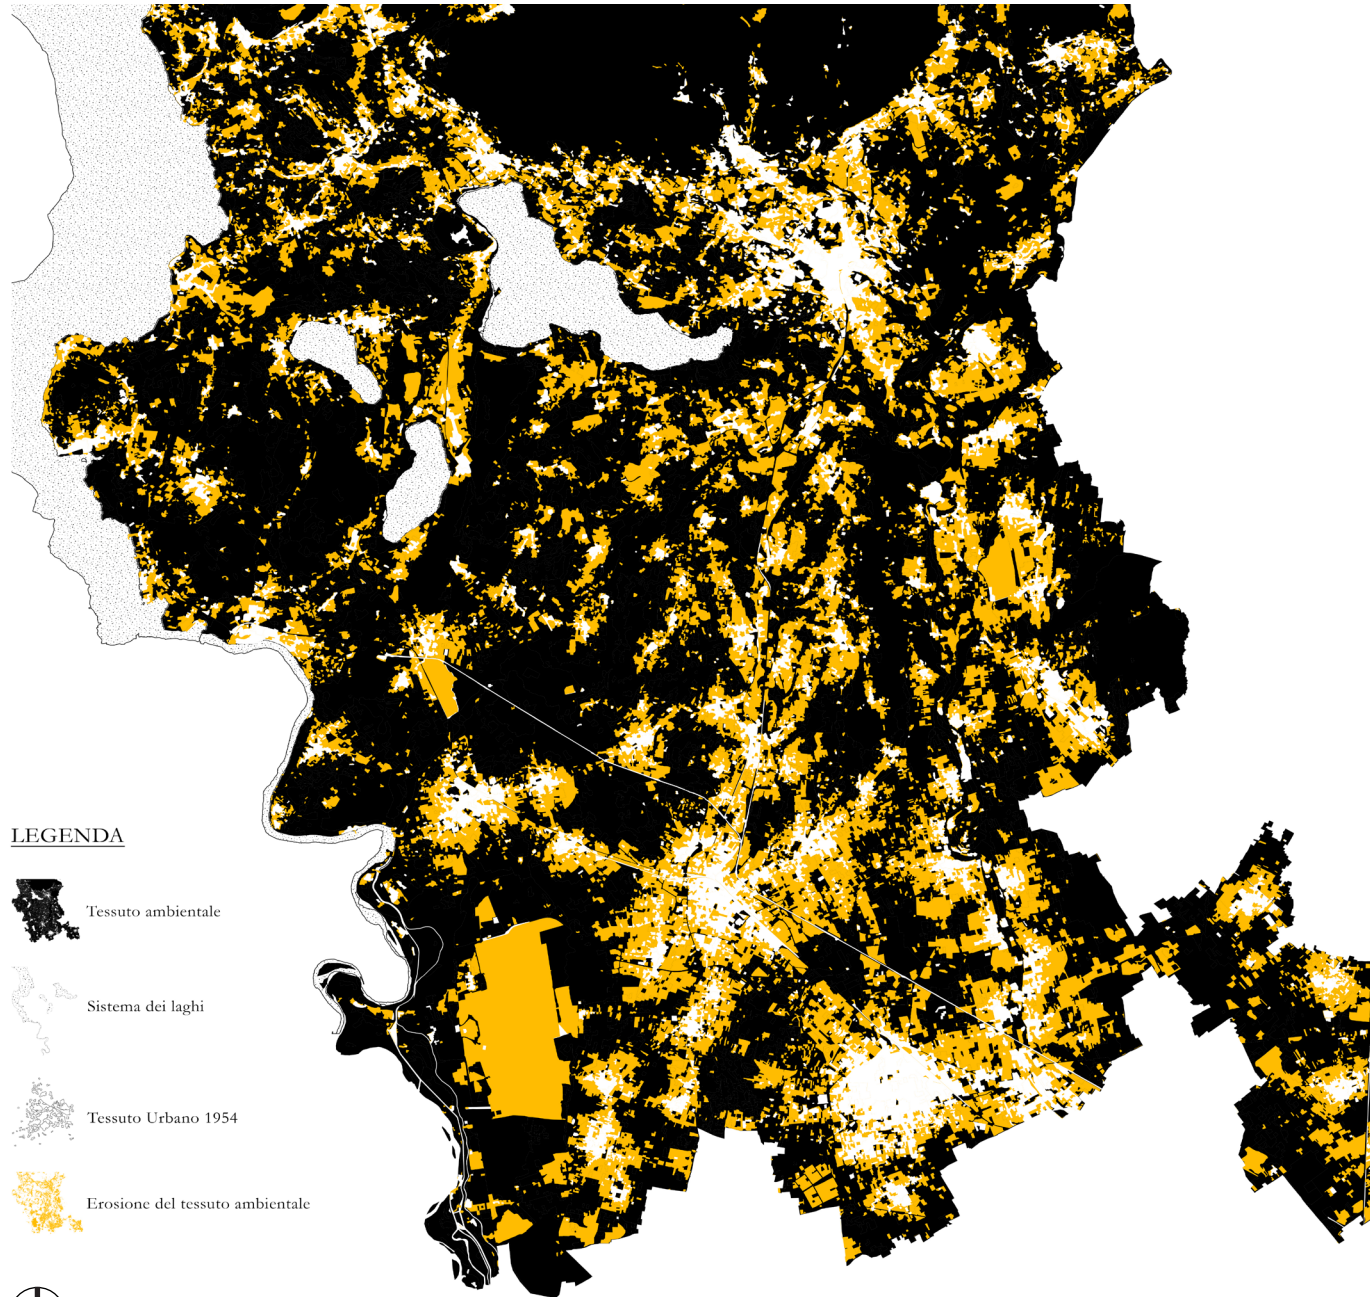 LEGENDA
Tessuto ambientale
Sistema dei laghi
Tessuto Urbano 1954
Erosione del tessuto ambientale